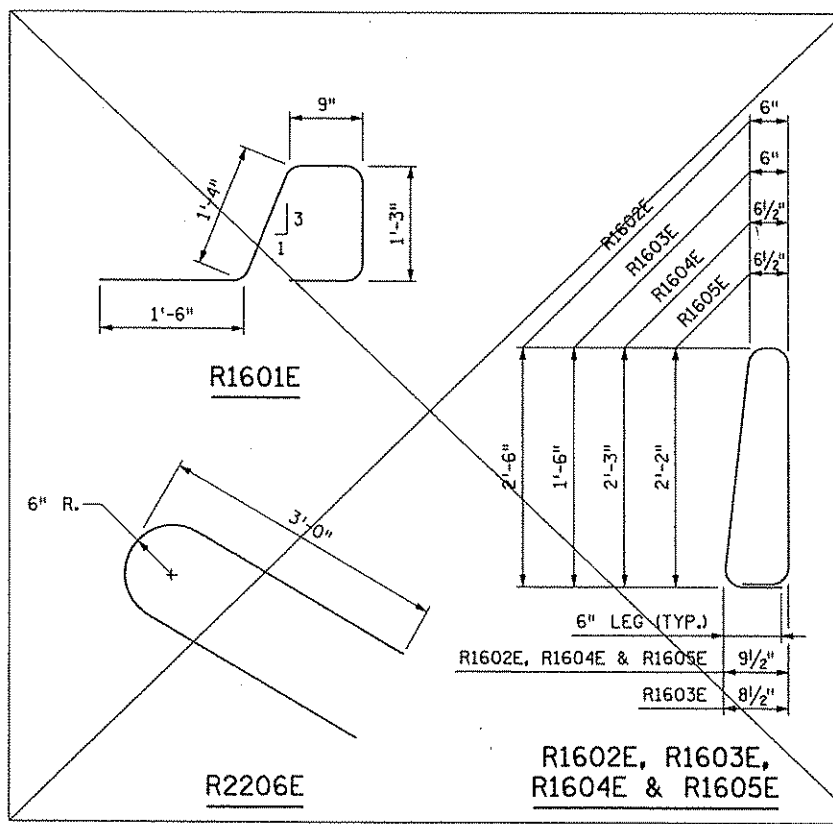 9"
6"
6"
6½"
6½"
1'-4"
3
1
1'-3"
R1602E
R1603E
R1604E
R1605E
1'-6"
R1601E
2'-6"
1'-6"
2'-3"
2'-2"
6" R.
3'-0"
6" LEG (TYP.)
R1602E, R1604E & R1605E 9½"
R1603E 8½"
R2206E
R1602E, R1603E,
R1604E & R1605E